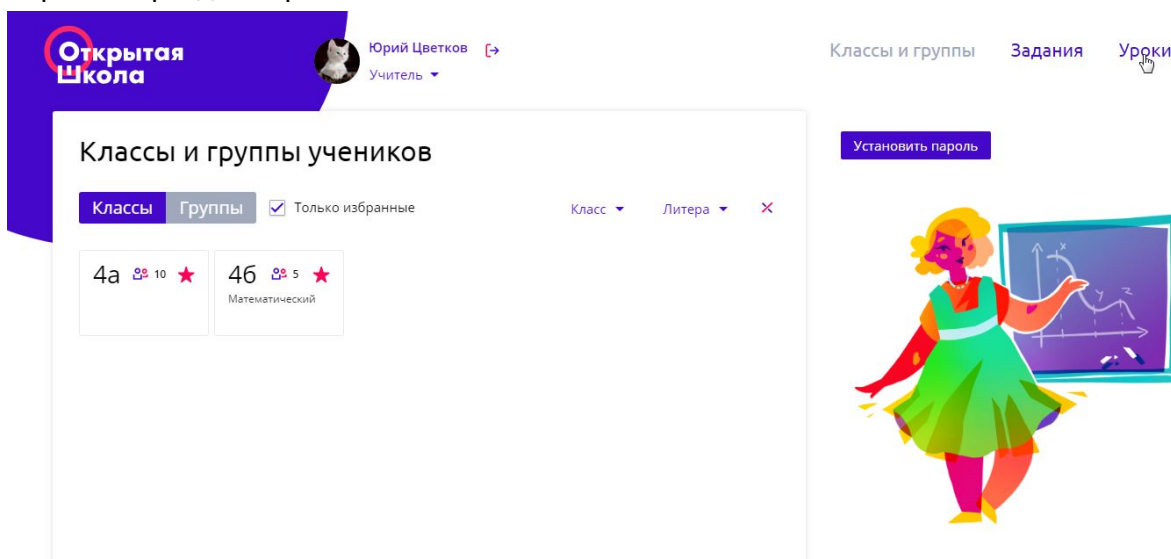 Открытая
Школа
Юрий Цветков
Учитель
Классы и группы
Задания
Уроки
Классы и группы учеников
Установить пароль
Классы
Группы
Только избранные
Класс
Литера
4а 10
4б 5
Математический
x
y
z